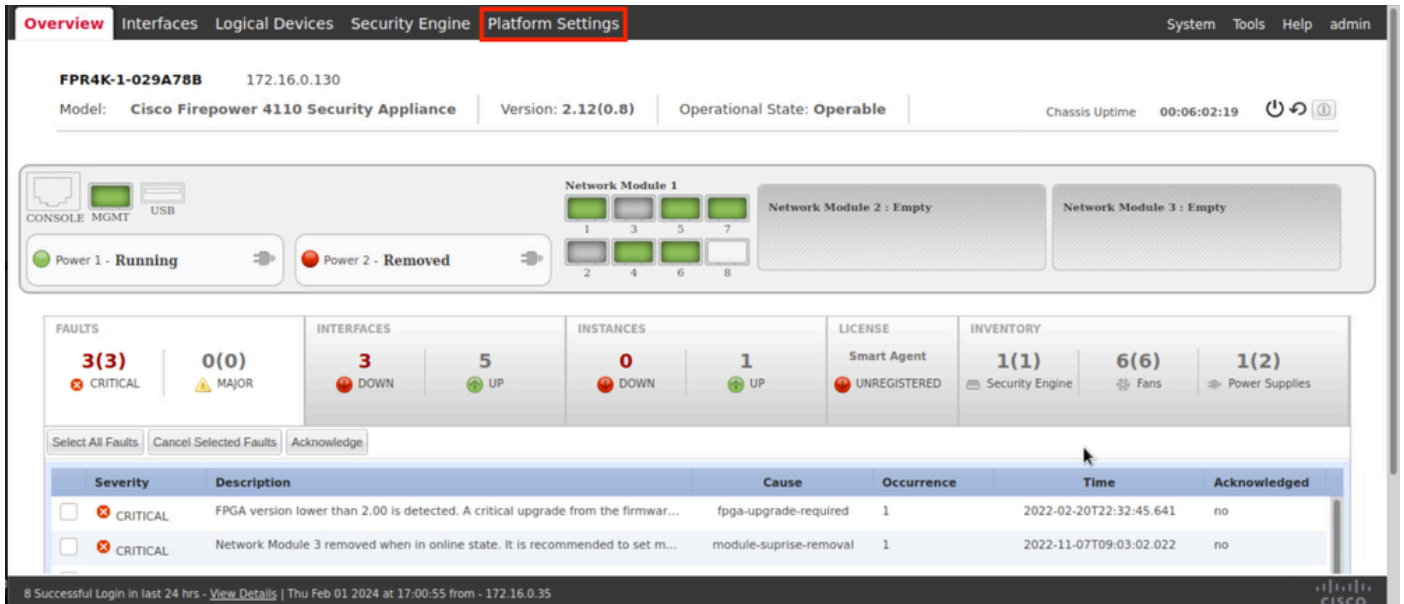 Overview Interfaces Logical Devices Security Engine Platform Settings System Tools Help admin
FPR4K-1-029A78B 172.16.0.130
Model: Cisco Firepower 4110 Security Appliance Version: 2.12(0.8) Operational State: Operable Chassis Uptime 00:06:02:19
CONSOLE MGMT USB
Network Module 1
1 3 5 7
2 4 6 8
Network Module 2 : Empty
Network Module 3 : Empty
Power 1 - Running Power 2 - Removed
FAULTS INTERFACES INSTANCES LICENSE INVENTORY
3(3) 0(0) 3 5 0 1 Smart Agent 1(1) 6(6) 1(2)
CRITICAL MAJOR DOWN UP DOWN UP UNREGISTERED Security Engine Fans Power Supplies
Select All Faults Cancel Selected Faults Acknowledge
Severity Description Cause Occurrence Time Acknowledged
CRITICAL FPGA version lower than 2.00 is detected. A critical upgrade from the firmwar... fpga-upgrade-required 1 2022-02-20T22:32:45.641 no
CRITICAL Network Module 3 removed when in online state. It is recommended to set m... module-suprise-removal 1 2022-11-07T09:03:02.022 no
8 Successful Login in last 24 hrs - View Details | Thu Feb 01 2024 at 17:00:55 from - 172.16.0.35
CISCO